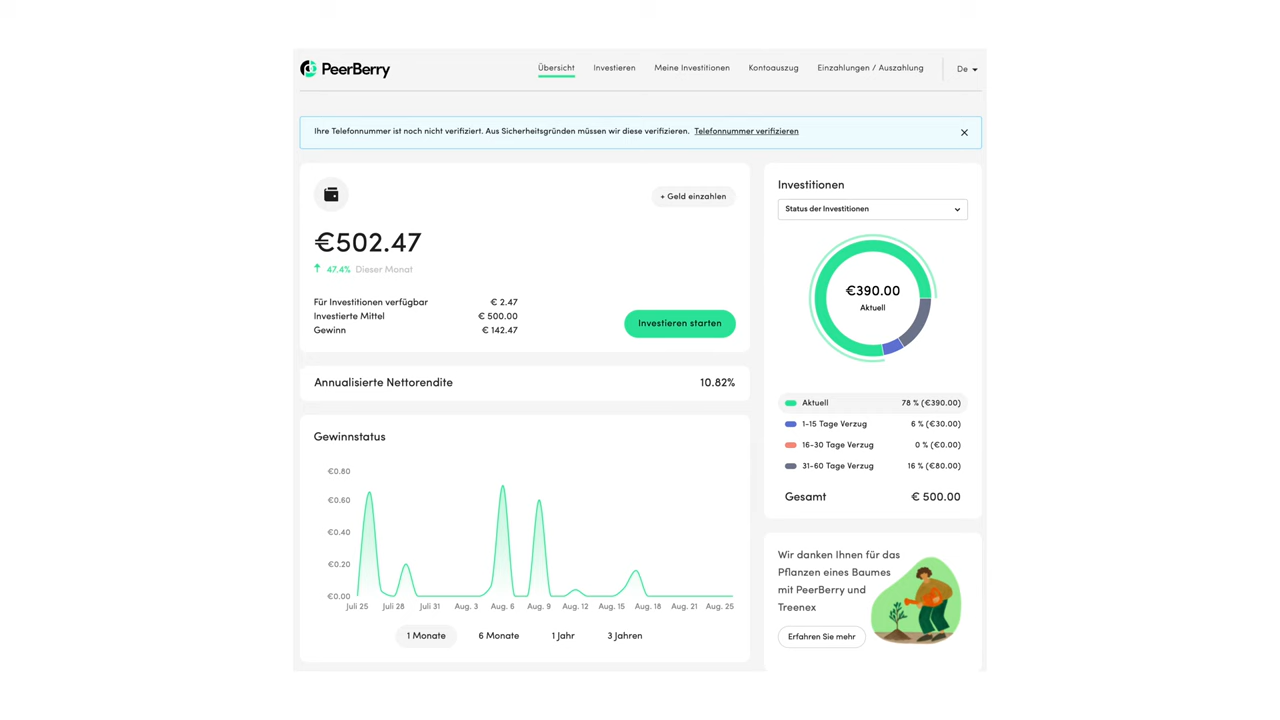 PeerBerry
Übersicht Investieren Meine Investitionen Kontoauszug Einzahlungen / Auszahlung De
Ihre Telefonnummer ist noch nicht verifiziert. Aus Sicherheitsgründen müssen wir diese verifizieren. Telefonnummer verifizieren
+ Geld einzahlen
€502.47
47.4% Dieser Monat
Für Investitionen verfügbar € 2.47
Investierte Mittel € 500.00
Gewinn € 142.47
Investieren starten
Annualisierte Nettorendite 10.82%
Gewinnstatus
€0.80
€0.60
€0.40
€0.20
€0.00
Juli 25 Juli 28 Juli 31 Aug. 3 Aug. 6 Aug. 9 Aug. 12 Aug. 15 Aug. 18 Aug. 21 Aug. 25
1 Monate 6 Monate 1 Jahr 3 Jahren
Investitionen
Status der Investitionen
€390.00
Aktuell
Aktuell 78 % (€390.00)
1-15 Tage Verzug 6 % (€30.00)
16-30 Tage Verzug 0 % (€0.00)
31-60 Tage Verzug 16 % (€80.00)
Gesamt € 500.00
Wir danken Ihnen für das
Pflanzen eines Baumes
mit PeerBerry und
Treenex
Erfahren Sie mehr